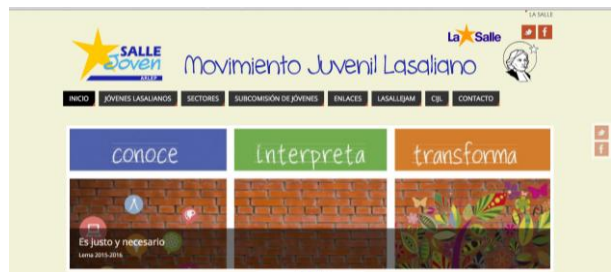 LA SALLE
La Salle
SALLE
Joven
ARLEP
Movimiento Juvenil Lasaliano
INICIO JÓVENES LASALIANOS SECTORES SUBCOMISIÓN DE JÓVENES ENLACES LASALLEJAM CIJL CONTACTO
conoce interpreta transforma
Es justo y necesario
Lema 2015-2016